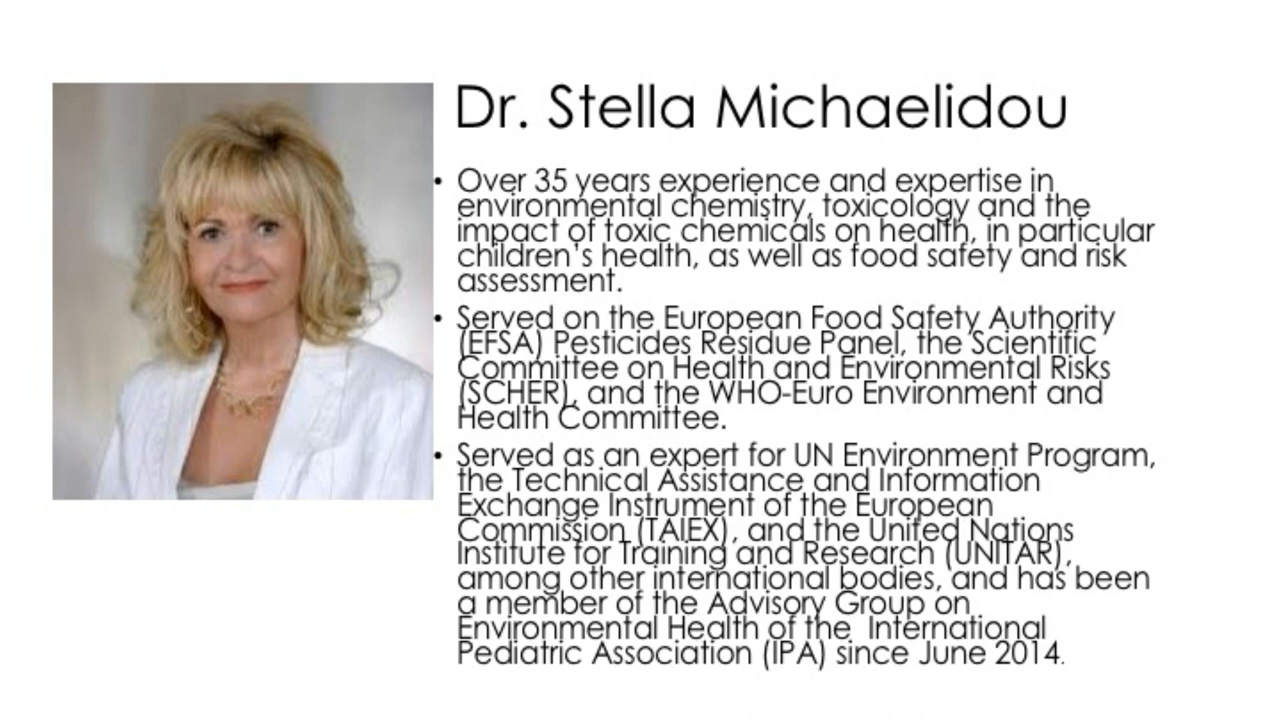 Dr. Stella Michaelidou
• Over 35 years experience and expertise in
environmental chemistry, toxicology and the
impact of toxic chemicals on health, in particular
children's health, as well as food safety and risk
assessment.
• Served on the European Food Safety Authority
(EFSA) Pesticides Residue Panel, the Scientific
Committee on Health and Environmental Risks
(SCHER), and the WHO-Euro Environment and
Health Committee.
• Served as an expert for UN Environment Program,
the Technical Assistance and Information
Exchange Instrument of the European
Commission (TAIEX), and the United Nations
Institute for Training and Research (UNITAR),
among other international bodies, and has been
a member of the Advisory Group on
Environmental Health of the  International
Pediatric Association (IPA) since June 2014.